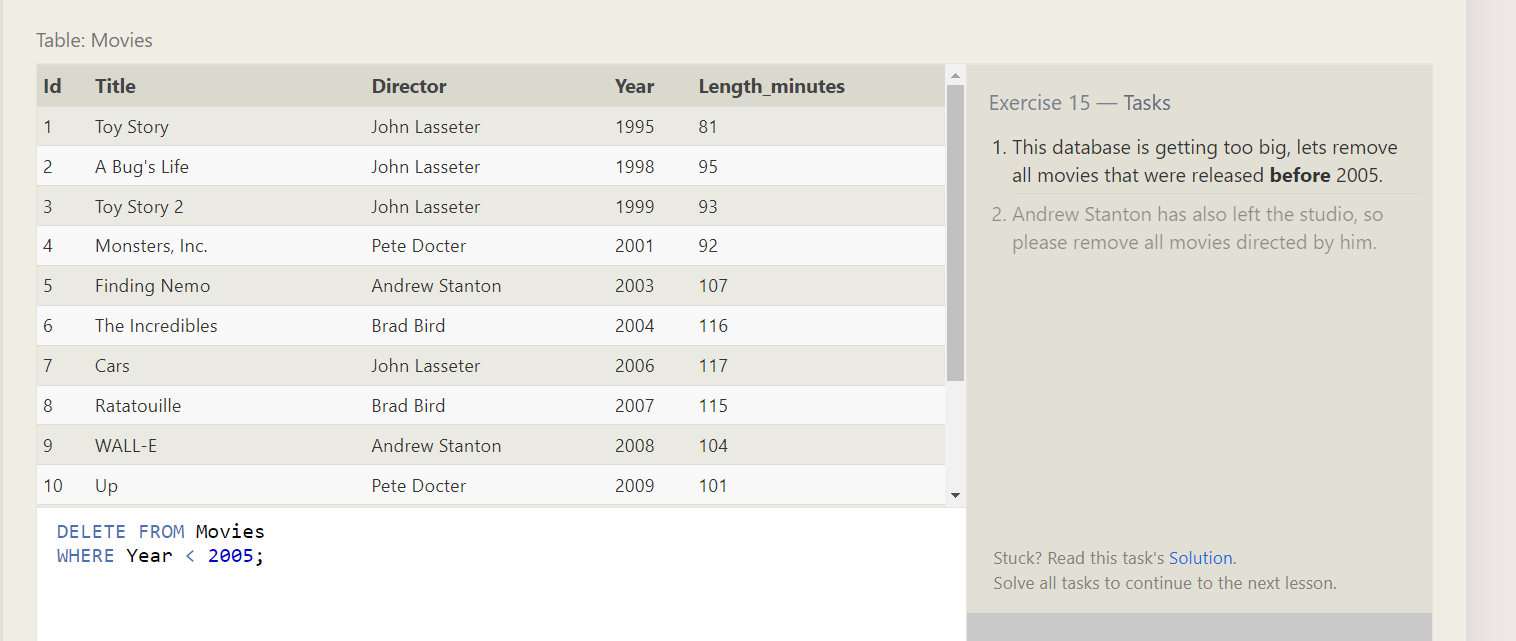 Table: Movies
Id Title Director Year Length_minutes
1 Toy Story John Lasseter 1995 81
2 A Bug's Life John Lasseter 1998 95
3 Toy Story 2 John Lasseter 1999 93
4 Monsters, Inc. Pete Docter 2001 92
5 Finding Nemo Andrew Stanton 2003 107
6 The Incredibles Brad Bird 2004 116
7 Cars John Lasseter 2006 117
8 Ratatouille Brad Bird 2007 115
9 WALL-E Andrew Stanton 2008 104
10 Up Pete Docter 2009 101
DELETE FROM Movies
WHERE Year < 2005;
Exercise 15 — Tasks
1. This database is getting too big, lets remove
all movies that were released before 2005.
2. Andrew Stanton has also left the studio, so
please remove all movies directed by him.
Stuck? Read this task's Solution.
Solve all tasks to continue to the next lesson.